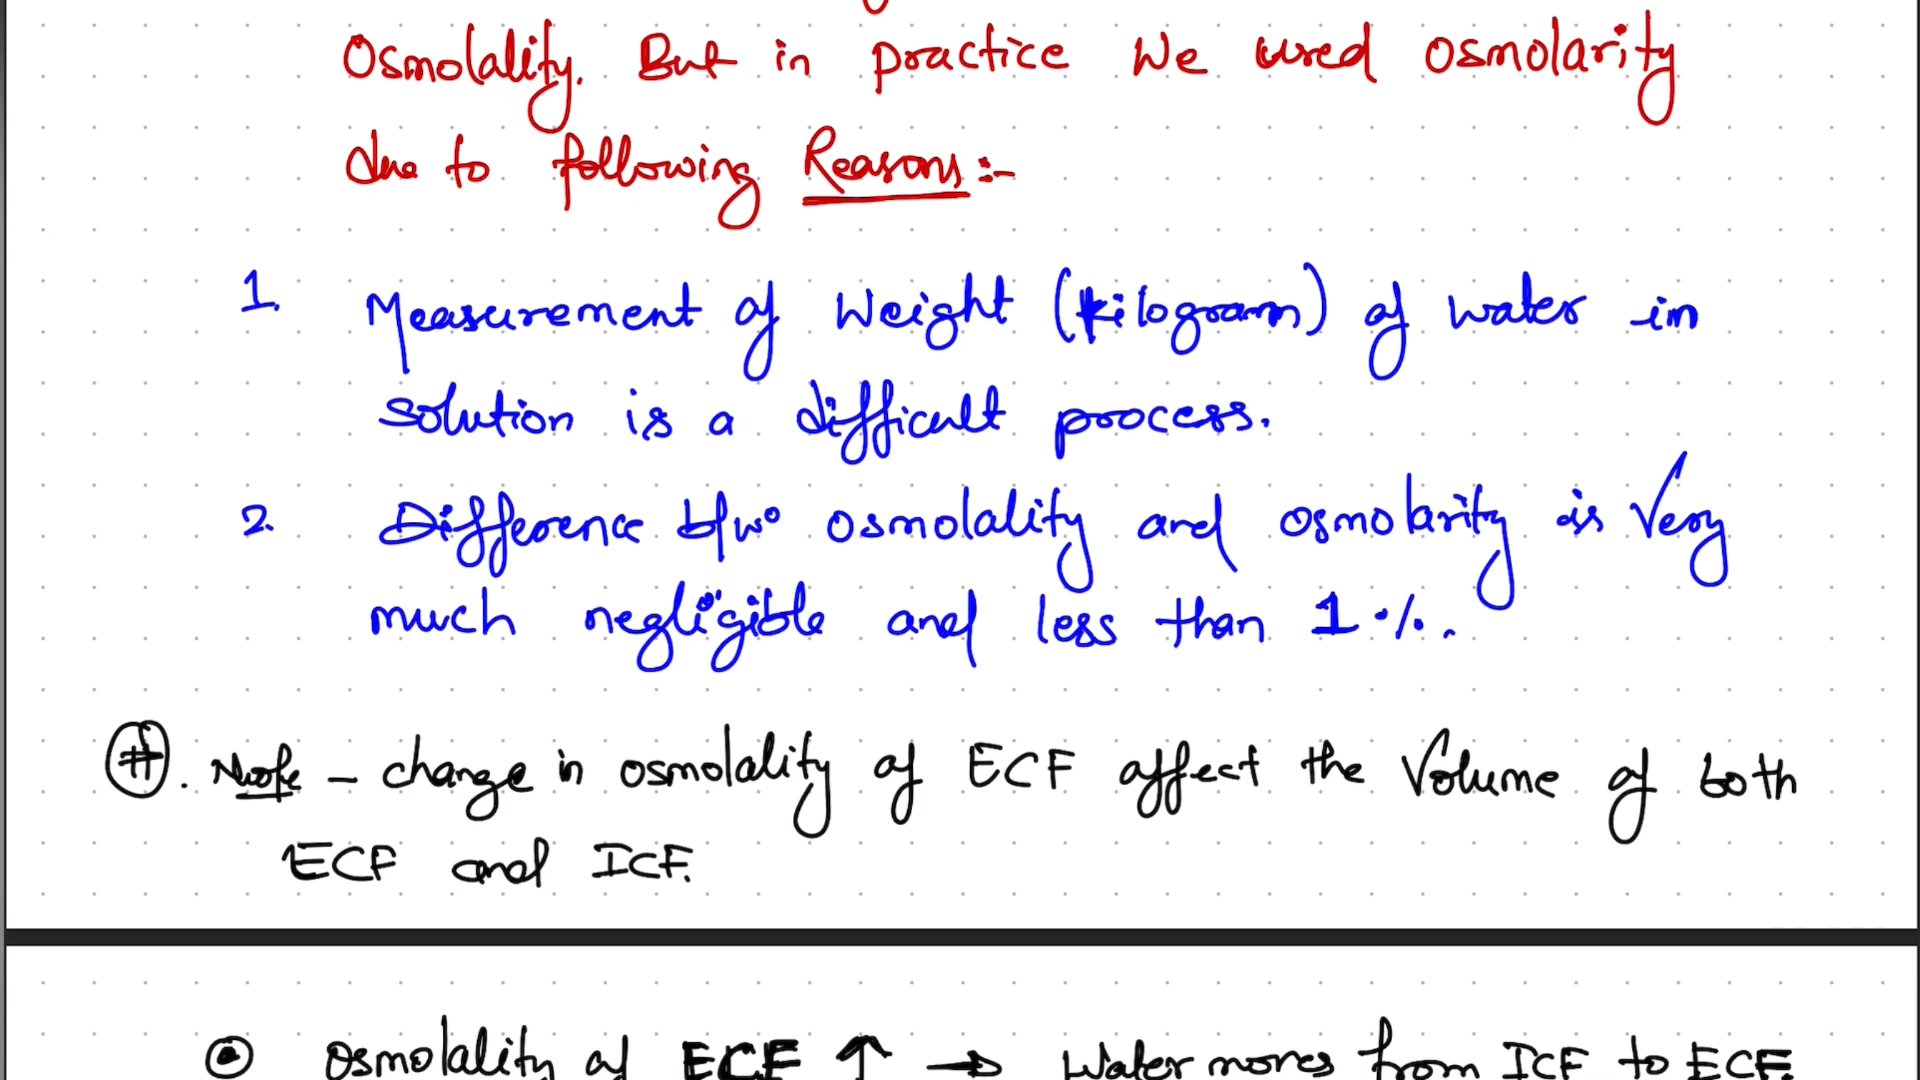 Osmolality. But in practice We used osmolarity
due to following Reasons :-
1. Measurement of Weight (kilogram) of water in
solution is a difficult process.
2. Difference b/w osmolality and osmolarity is Very
much negligible and less than 1 %.
#. Note - change in osmolality of ECF affect the Volume of both
ECF and ICF.
⊙ Osmolality of ECF ↑ → Water moves from ICF to ECF.